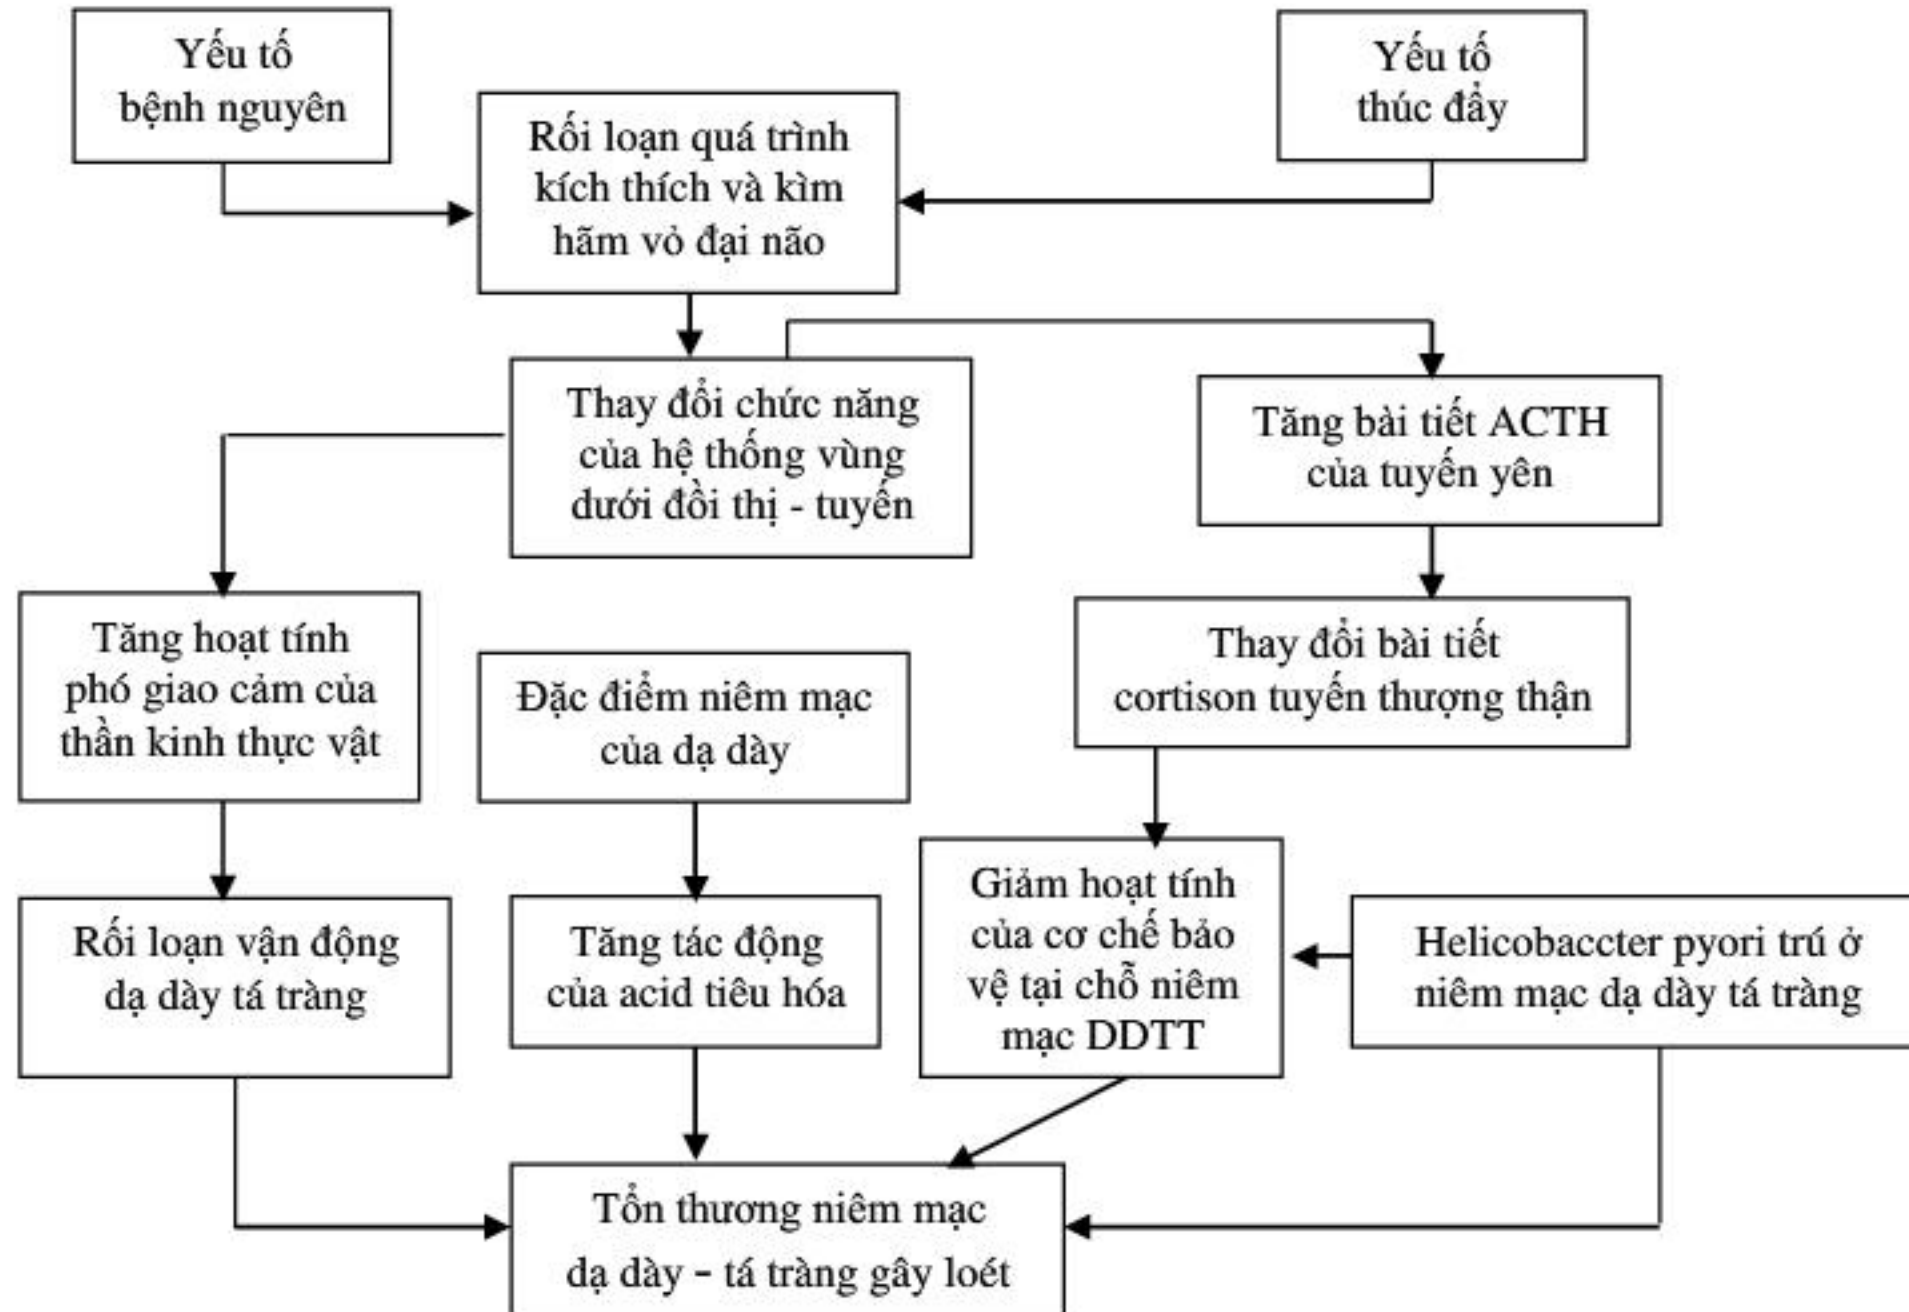 Yếu tố
bệnh nguyên
Yếu tố
thúc đẩy
Rối loạn quá trình
kích thích và kìm
hãm vỏ đại não
Thay đổi chức năng
của hệ thống vùng
dưới đồi thị - tuyến
Tăng bài tiết ACTH
của tuyến yên
Tăng hoạt tính
phó giao cảm của
thần kinh thực vật
Đặc điểm niêm mạc
của dạ dày
Thay đổi bài tiết
cortison tuyến thượng thận
Rối loạn vận động
dạ dày tá tràng
Tăng tác động
của acid tiêu hóa
Giảm hoạt tính
của cơ chế bảo
vệ tại chỗ niêm
mạc DDTT
Helicobaccter pyori trú ở
niêm mạc dạ dày tá tràng
Tổn thương niêm mạc
dạ dày - tá tràng gây loét